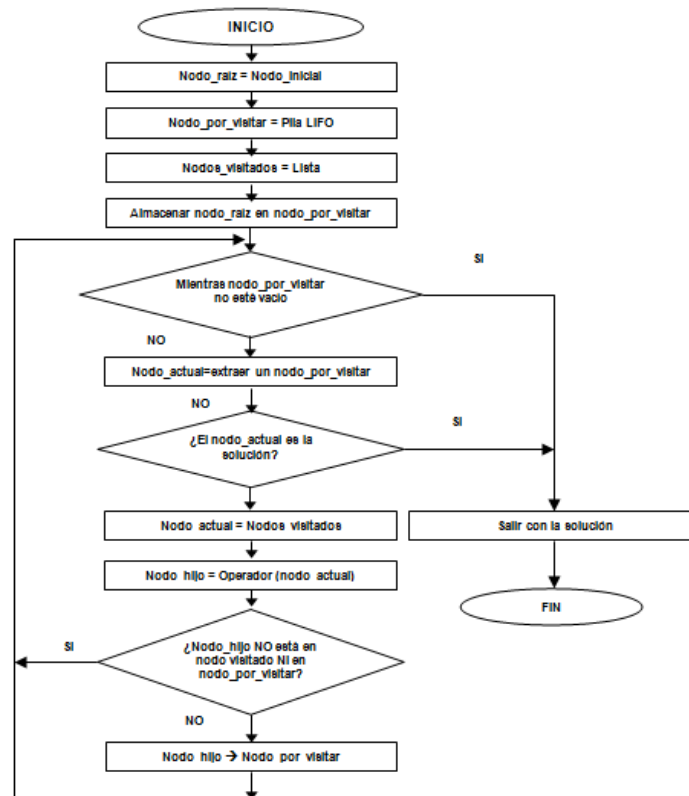 INICIO
Nodo_raiz = Nodo_inicial
Nodo_por_visitar = Pila LIFO
Nodos_visitados = Lista
Almacenar nodo_raiz en nodo_por_visitar
SI
Mientras nodo_por_visitar
no esté vacio
NO
Nodo_actual=extraer un nodo_por_visitar
NO
SI
¿El nodo_actual es la
solución?
Nodo actual = Nodos visitados
Salir con la solución
Nodo hijo = Operador (nodo actual)
FIN
SI
¿Nodo_hijo NO está en
nodo visitado NI en
nodo_por_visitar?
NO
Nodo hijo → Nodo por visitar